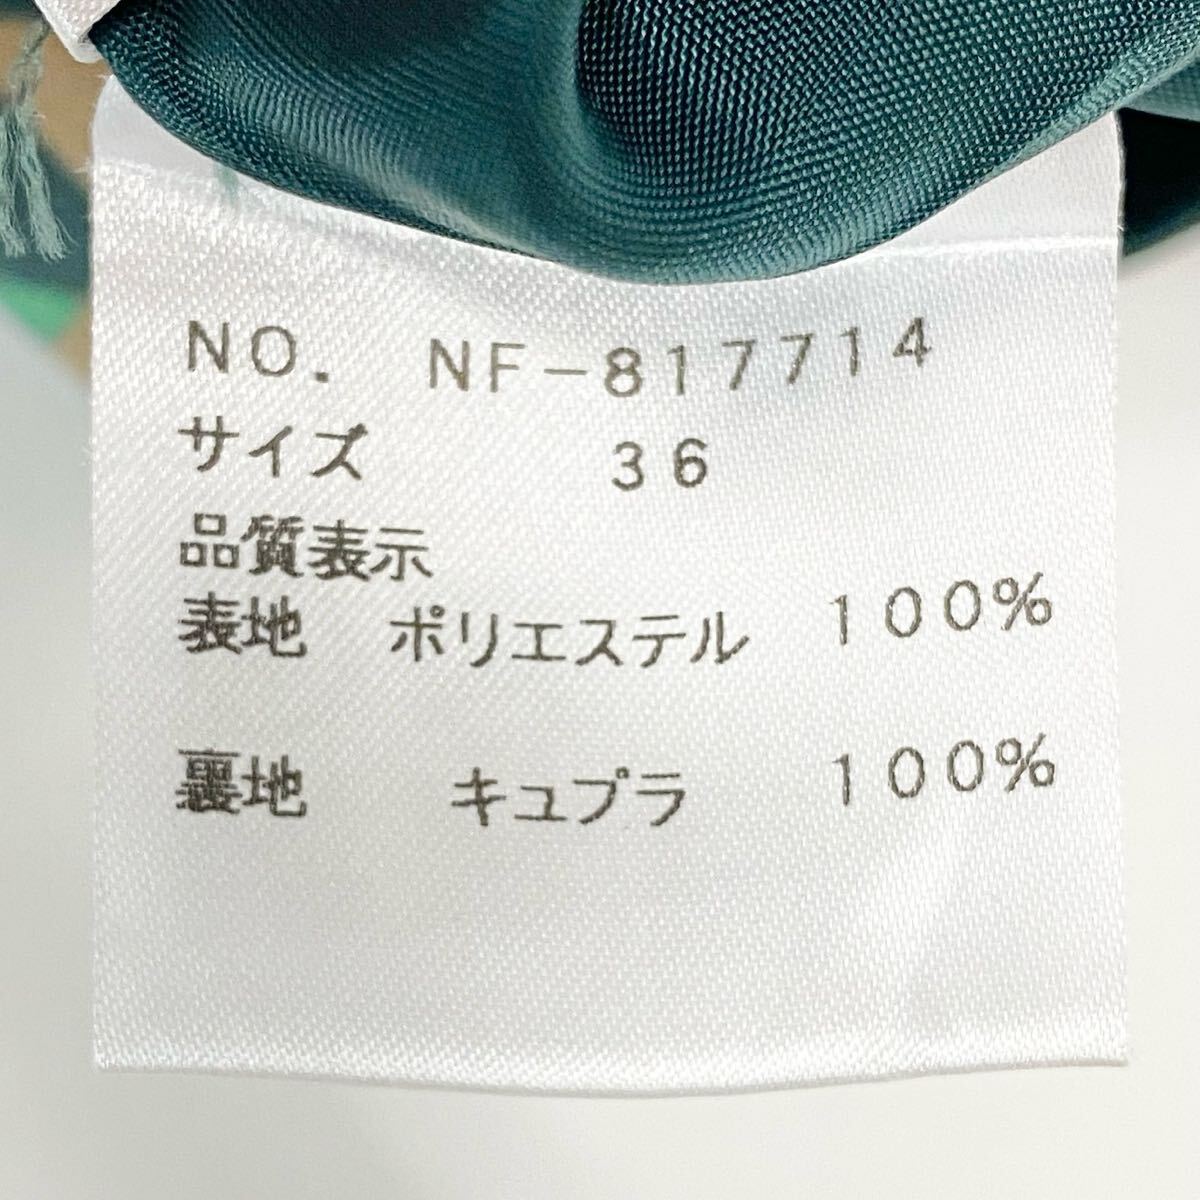 NO. NF-817714
サイズ 36
品質表示
表地 ポリエステル 100%
裏地 キュプラ 100%